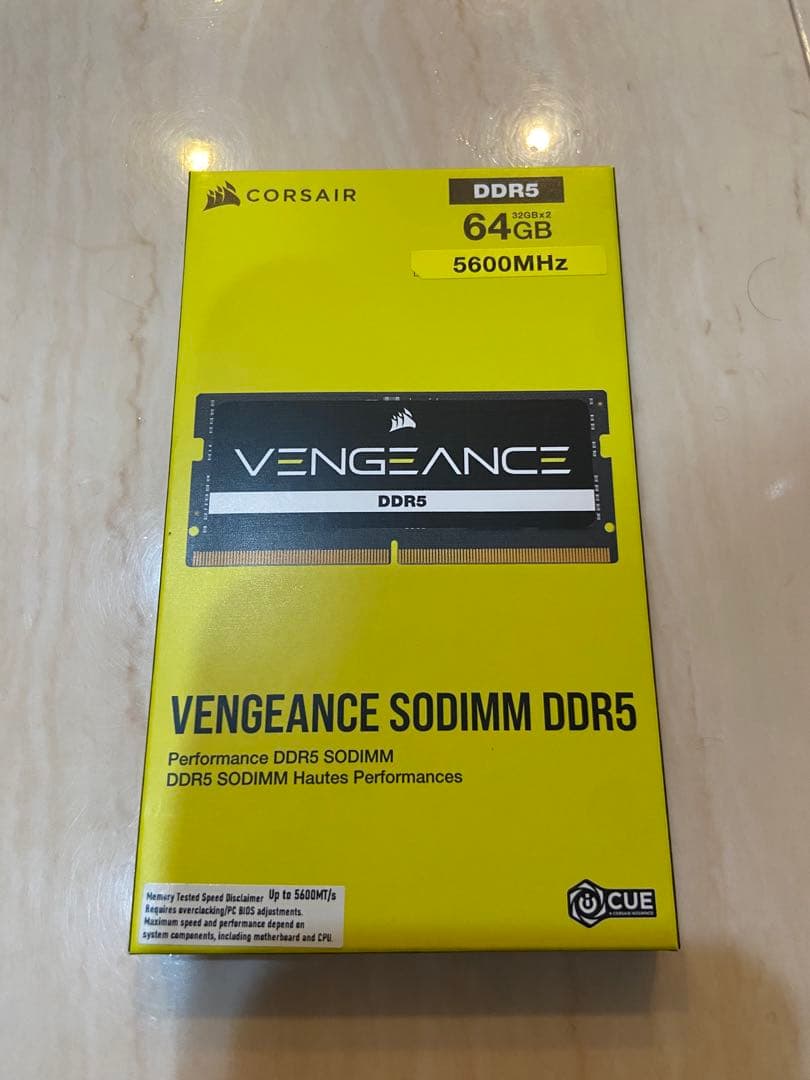 CORSAIR
DDR5
32GBx2
64GB
5600MHz
VENGEANCE
DDR5
VENGEANCE SODIMM DDR5
Performance DDR5 SODIMM
DDR5 SODIMM Hautes Performances
Memory Tested Speed Disclaimer Up to 5600MT/s
Requires overclocking/PC BIOS adjustments.
Maximum speed and performance depend on
system components, including motherboard and CPU.
iCUE